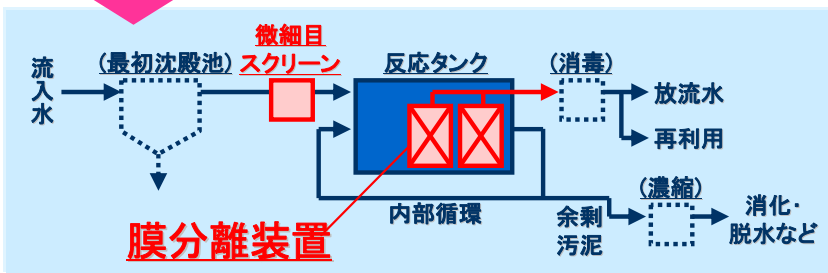 流入水
(最初沈殿池)
微細目
スクリーン
反応タンク
(消毒)
放流水
再利用
内部循環
膜分離装置
余剰
汚泥
(濃縮)
消化・
脱水など